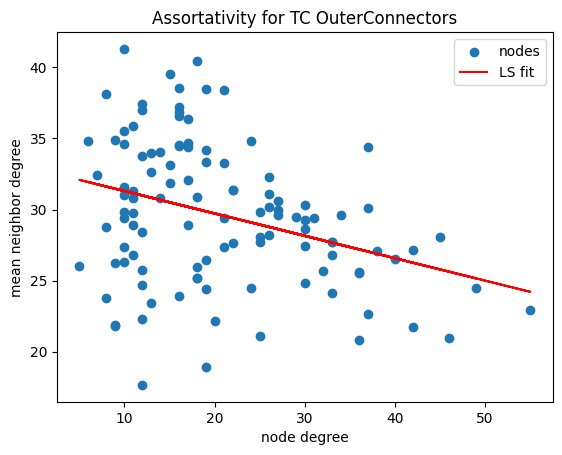 Assortativity for TC OuterConnectors
nodes
LS fit
mean neighbor degree
40
35
30
25
20
10
20
30
40
50
node degree